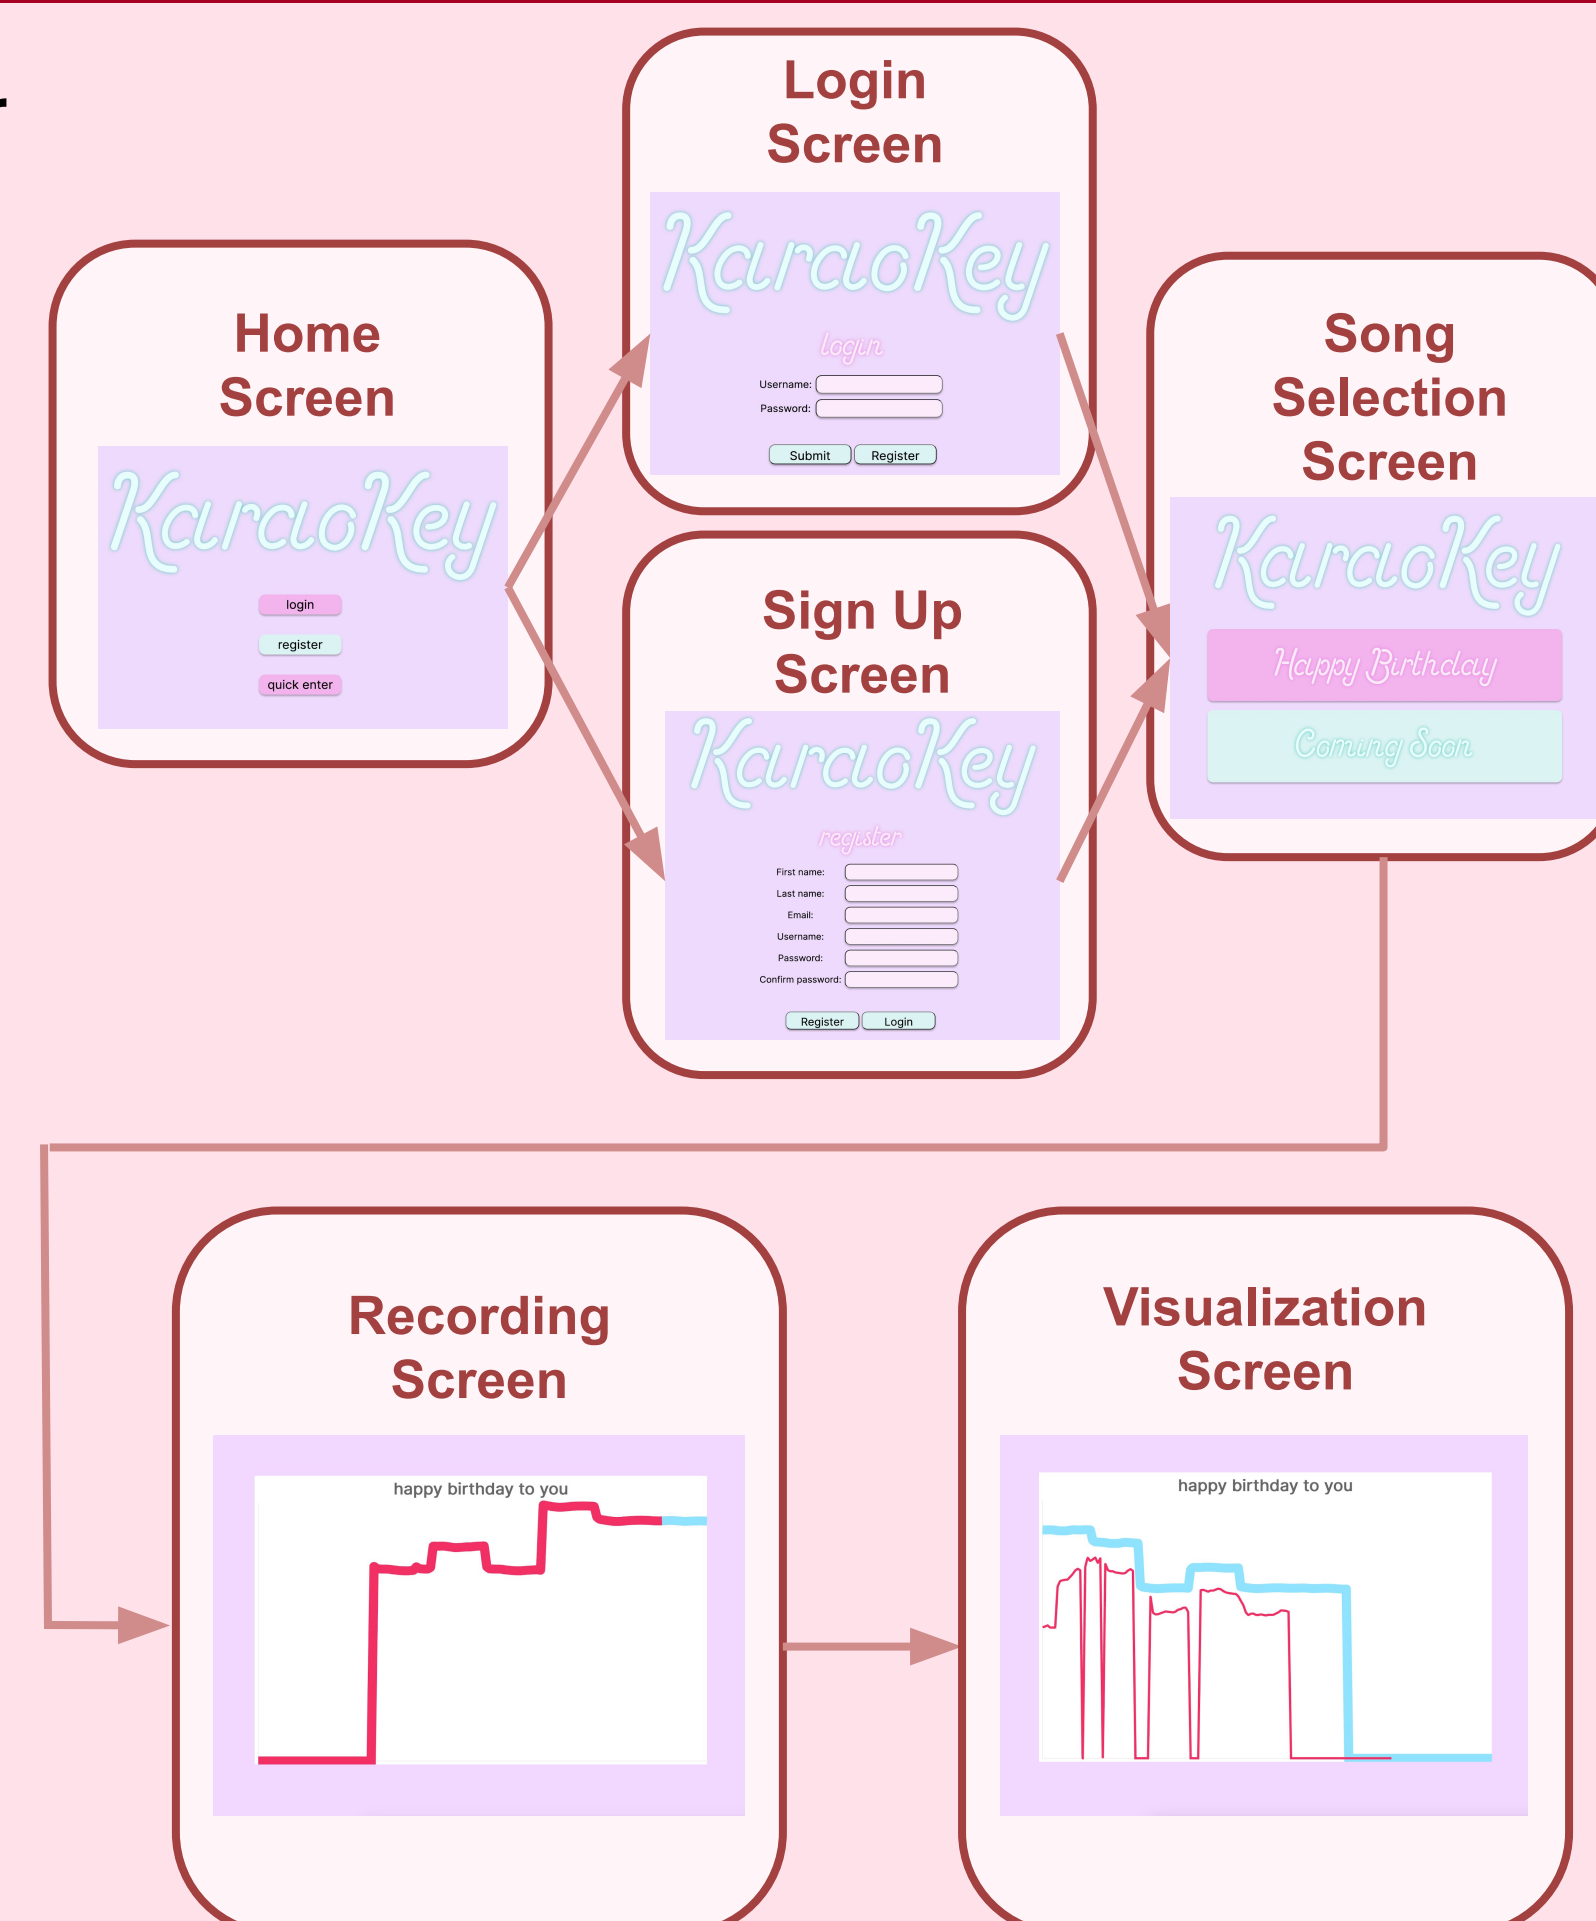 Login
Screen
KaraoKey
login
Username:
Password:
Submit Register
Home
Screen
KaraoKey
login
register
quick enter
Sign Up
Screen
KaraoKey
register
First name:
Last name:
Email:
Username:
Password:
Confirm password:
Register Login
Song
Selection
Screen
KaraoKey
Happy Birthday
Coming Soon
Recording
Screen
happy birthday to you
Visualization
Screen
happy birthday to you